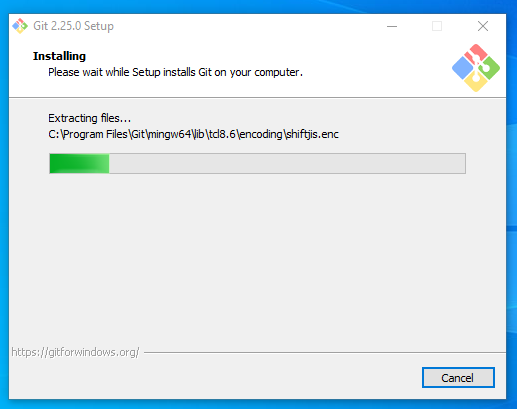 Git 2.25.0 Setup
Installing
Please wait while Setup installs Git on your computer.
Extracting files...
C:\Program Files\Git\mingw64\lib\tcl8.6\encoding\shiftjis.enc
https://gitforwindows.org/
Cancel